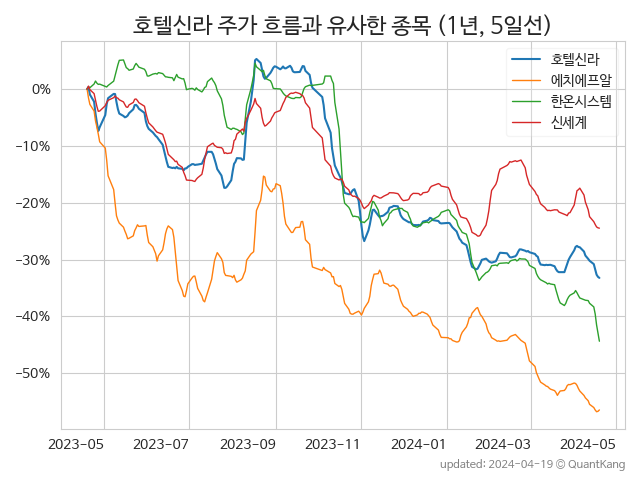 호텔신라 주가 흐름과 유사한 종목 (1년, 5일선)
호텔신라
에치에프알
한온시스템
신세계
0%
−10%
−20%
−30%
−40%
−50%
2023-05 2023-07 2023-09 2023-11 2024-01 2024-03 2024-05
updated: 2024-04-19 © QuantKang